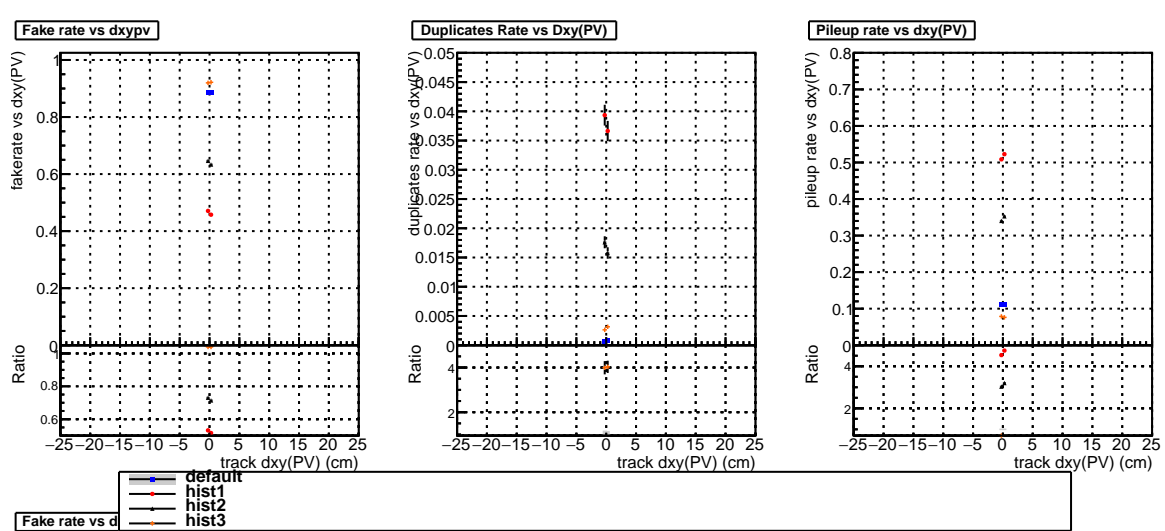 Fake rate vs dxypv
Duplicates Rate vs Dxy(PV)
Pileup rate vs dxy(PV)
fakerate vs dxy(PV)
1
0.8
0.6
0.4
0.2
0
Ratio
1
0.8
0.6
−25 −20 −15 −10 −5 0 5 10 15 20 25
track dxy(PV) (cm)
duplicates rate vs dxy(PV)
0.05
0.045
0.04
0.035
0.03
0.025
0.02
0.015
0.01
0.005
0
Ratio
4
2
−25 −20 −15 −10 −5 0 5 10 15 20 25
track dxy(PV) (cm)
pileup rate vs dxy(PV)
0.8
0.7
0.6
0.5
0.4
0.3
0.2
0.1
0
Ratio
4
2
−25 −20 −15 −10 −5 0 5 10 15 20 25
track dxy(PV) (cm)
default
hist1
hist2
hist3
Fake rate vs d